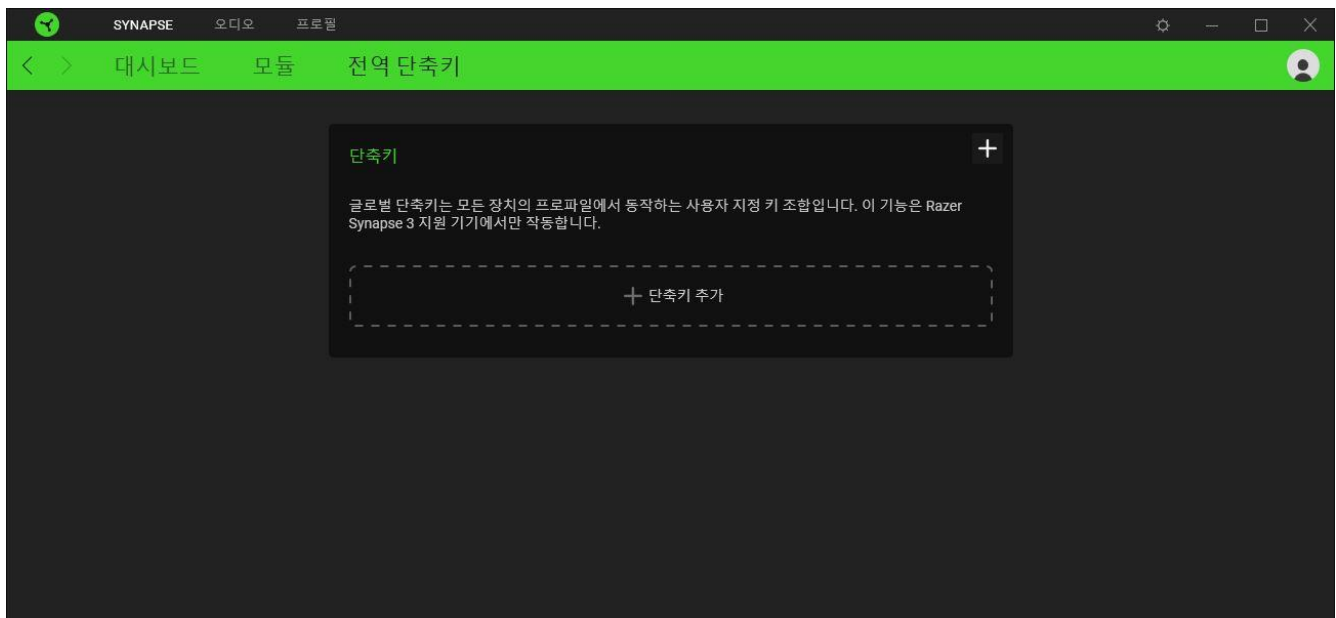 SYNAPSE 오디오 프로필
대시보드 모듈 전역 단축키
단축키
글로벌 단축키는 모든 장치의 프로파일에서 동작하는 사용자 지정 키 조합입니다. 이 기능은 Razer
Synapse 3 지원 기기에서만 작동합니다.
단축키 추가